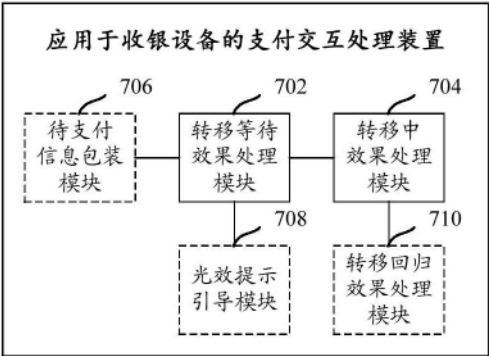 应用于收银设备的支付交互处理装置
706
702
704
待支付
信息包装
模块
转移等待
效果处理
模块
转移中
效果处理
模块
708
710
光效提示
引导模块
转移回归
效果处理
模块